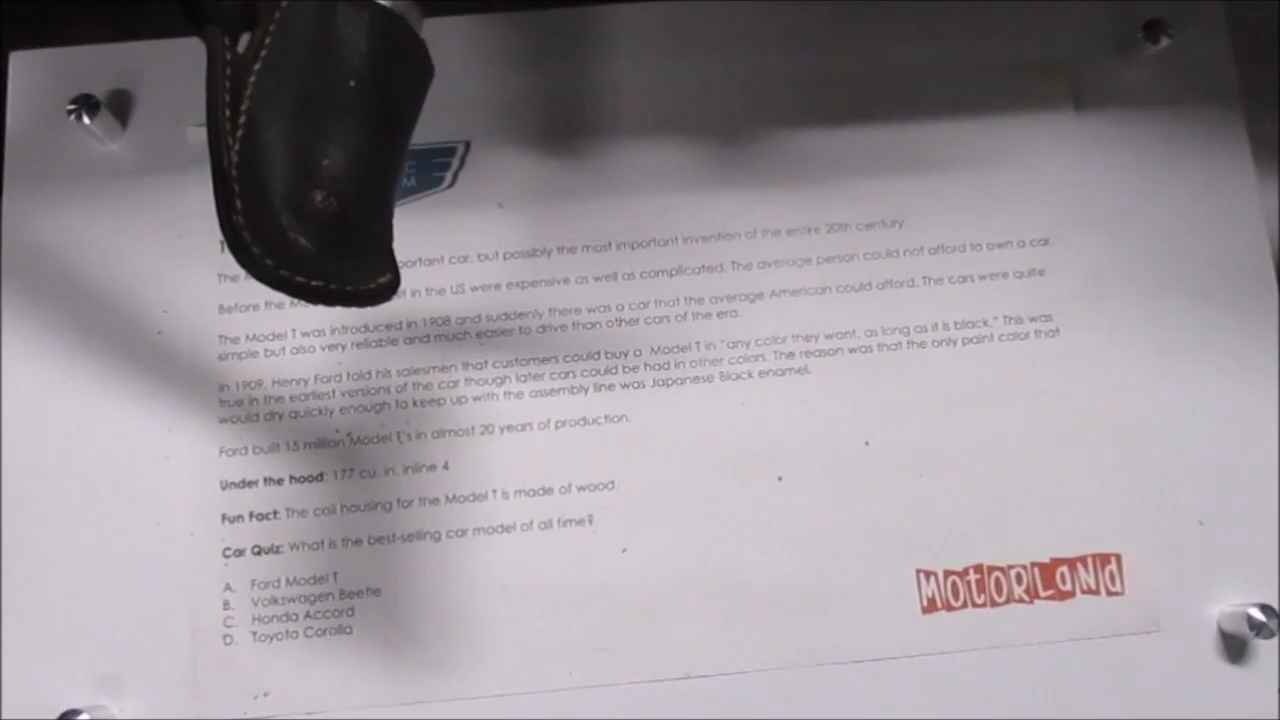 C
M
The
portant car, but possibly the most important invention of the entire 20th century.
Before the in the US were expensive as well as complicated. The average person could not afford to own a car.
The Model T was introduced in 1908 and suddenly there was a car that the average American could afford. The cars were quite
simple but also very reliable and much easier to drive than other cars of the era.
In 1909, Henry Ford told his salesmen that customers could buy a Model T in "any color they want, as long as it is black." This was
true in the earliest versions of the car though later cars could be had in other colors. The reason was that the only paint color that
would dry quickly enough to keep up with the assembly line was Japanese Black enamel.
Ford built 15 million Model T's in almost 20 years of production.
Under the hood: 177 cu. in. inline 4
Fun Fact: The coil housing for the Model T is made of wood.
Car Quiz: What is the best-selling car model of all time?
A. Ford Model T
B. Volkswagen Beetle
C. Honda Accord
D. Toyota Corolla
MOTORLaNd